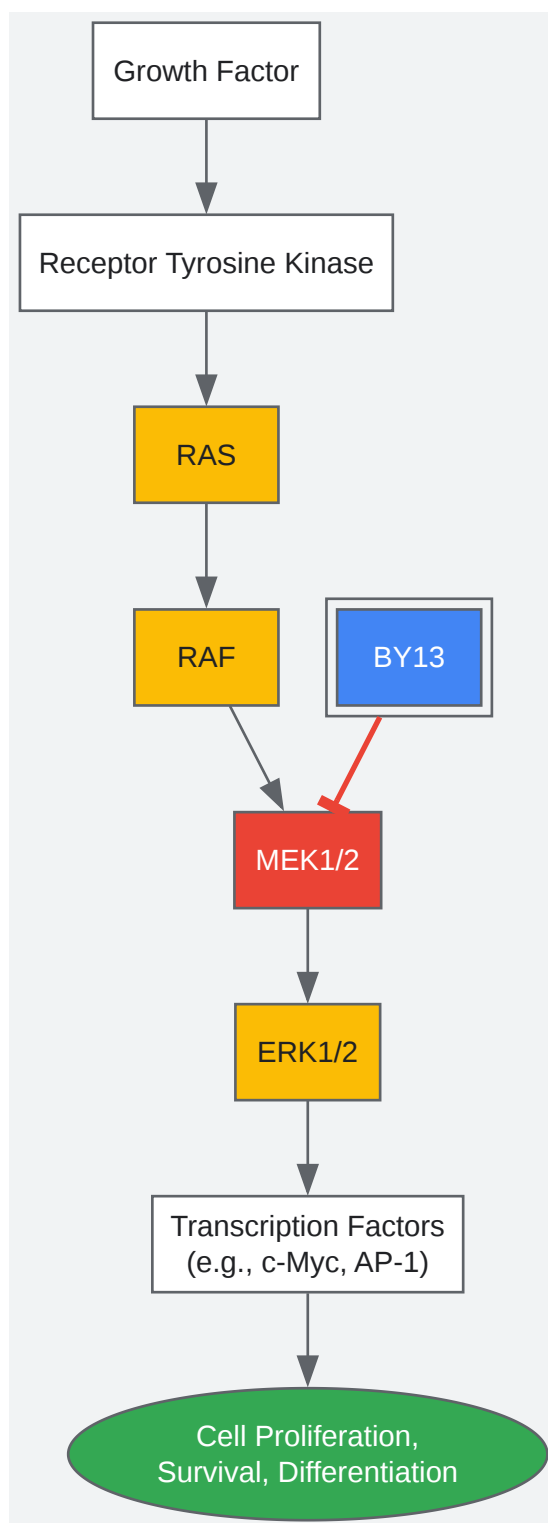 Growth Factor
Receptor Tyrosine Kinase
RAS
RAF
BY13
MEK1/2
ERK1/2
Transcription Factors
(e.g., c-Myc, AP-1)
Cell Proliferation,
Survival, Differentiation